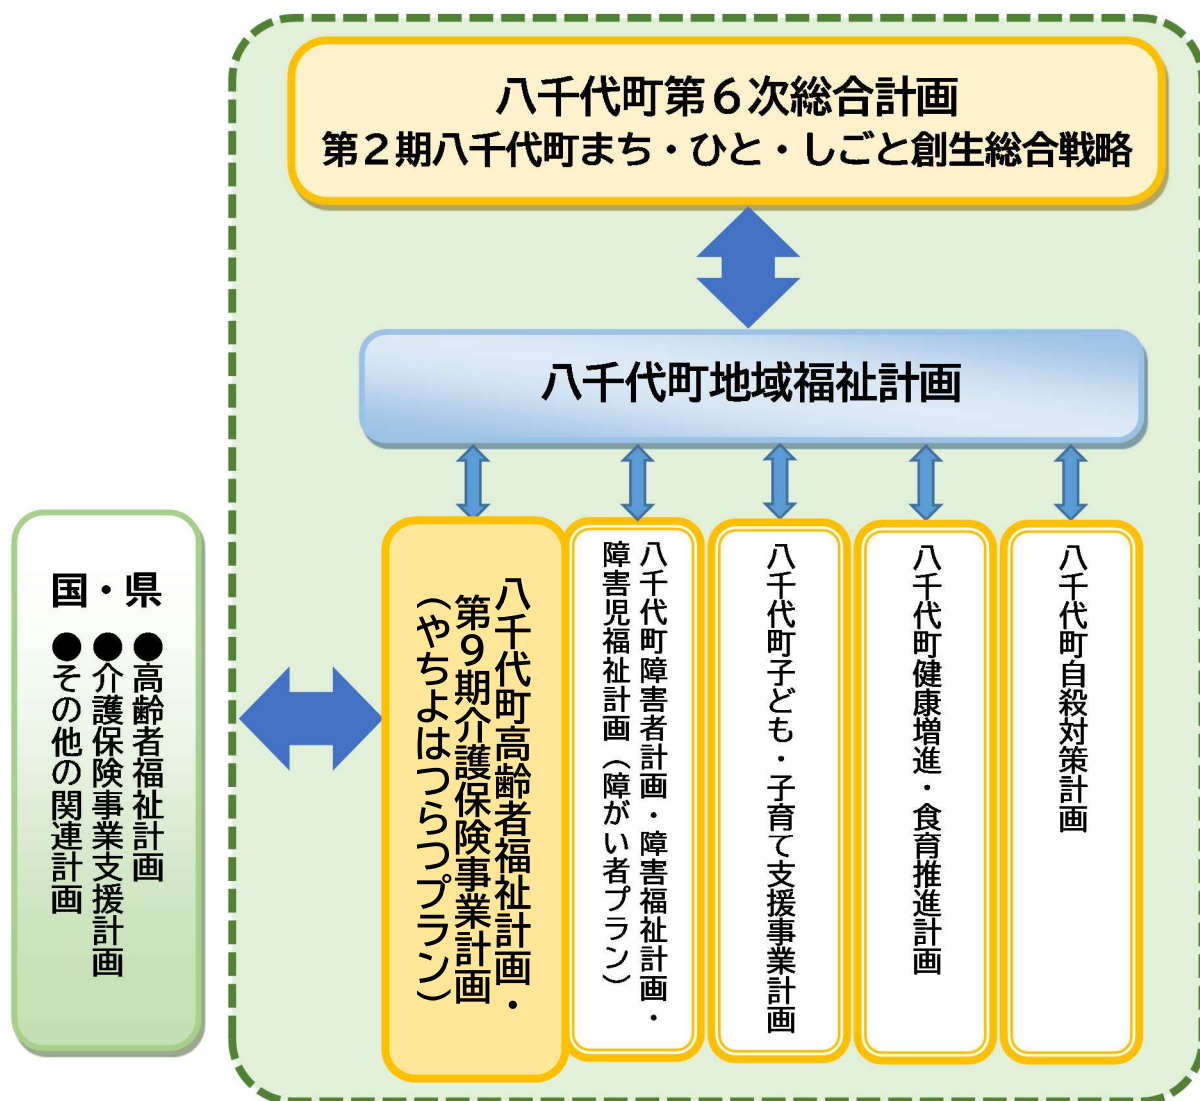 八千代町第６次総合計画
第２期八千代町まち・ひと・しごと創生総合戦略
八千代町地域福祉計画
国・県
●高齢者福祉計画
●介護保険事業支援計画
●その他の関連計画
八千代町高齢者福祉計画・
第９期介護保険事業計画
（やちよはつらつプラン）
八千代町障害者計画・障害福祉計画・
障害児福祉計画（障がい者プラン）
八千代町子ども・子育て支援事業計画
八千代町健康増進・食育推進計画
八千代町自殺対策計画